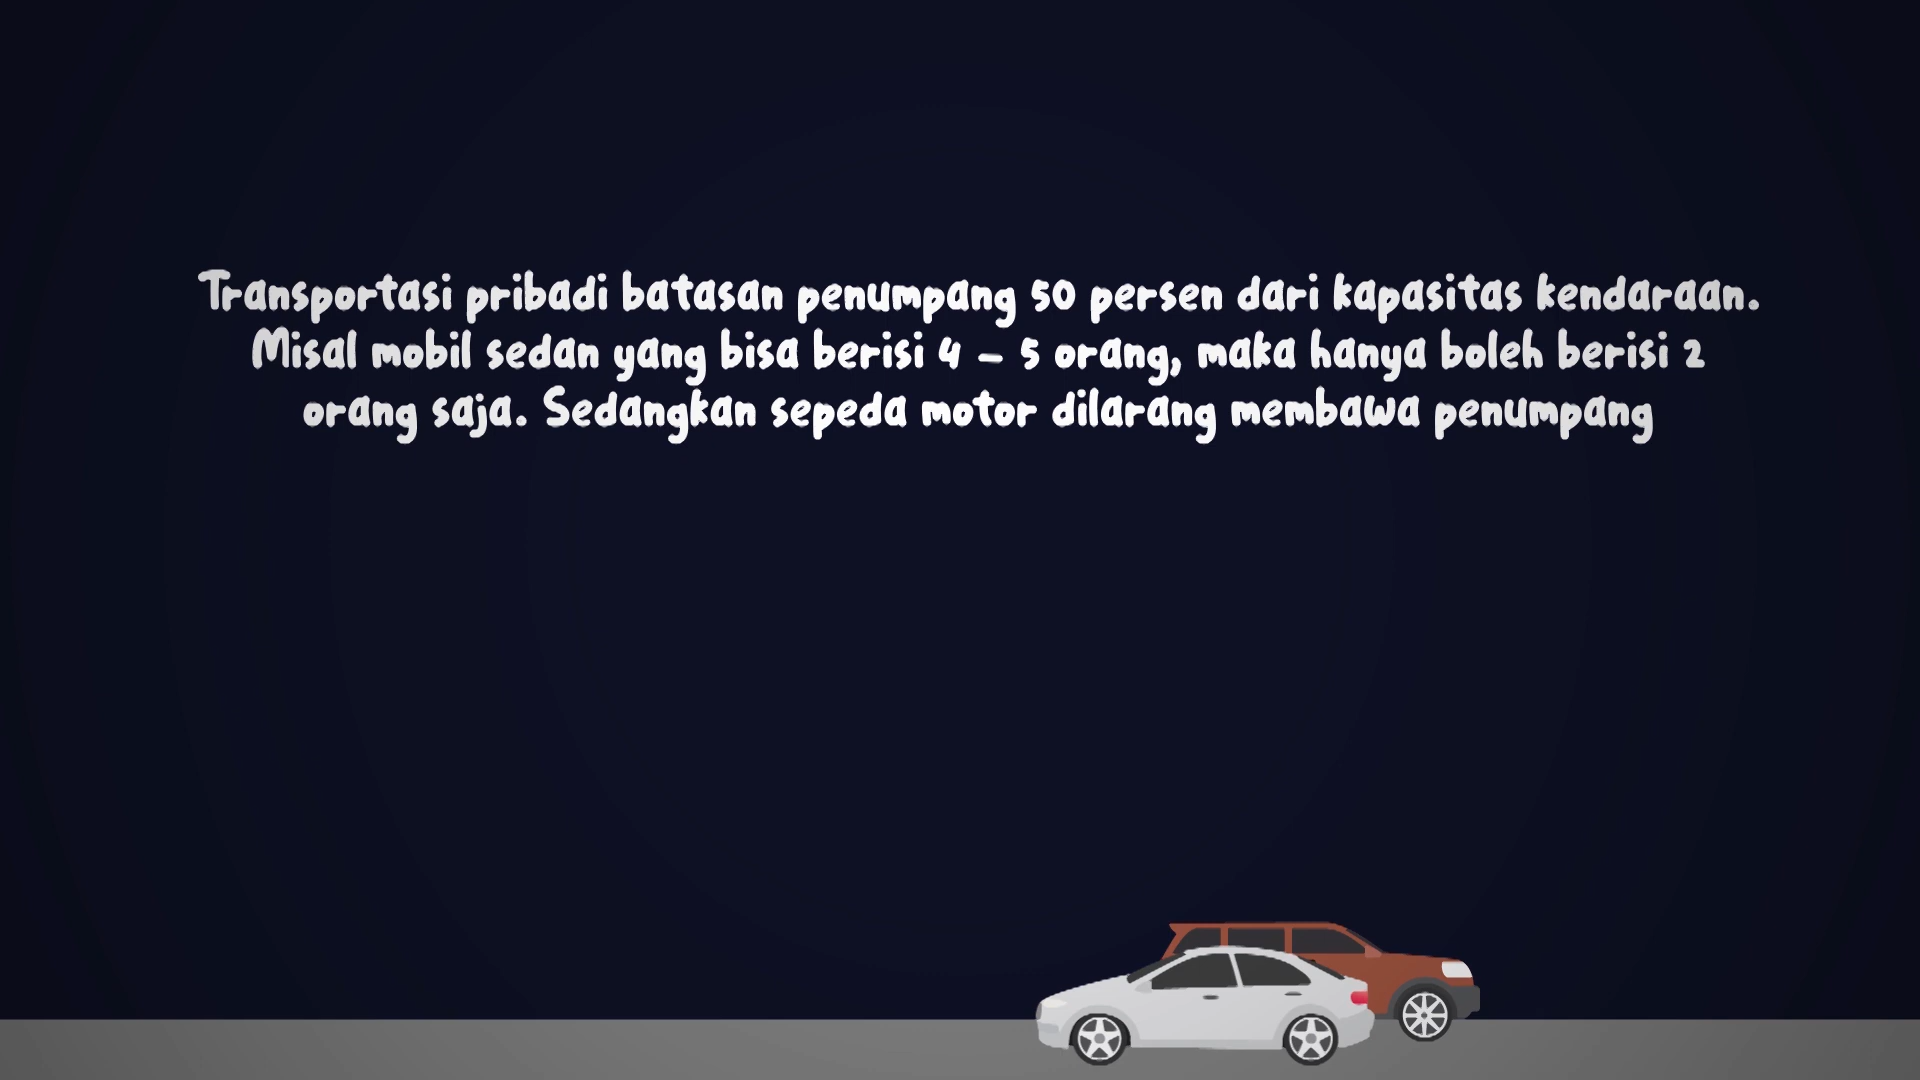 Transportasi pribadi batasan penumpang 50 persen dari kapasitas kendaraan.
Misal mobil sedan yang bisa berisi 4 - 5 orang, maka hanya boleh berisi 2
orang saja. Sedangkan sepeda motor dilarang membawa penumpang